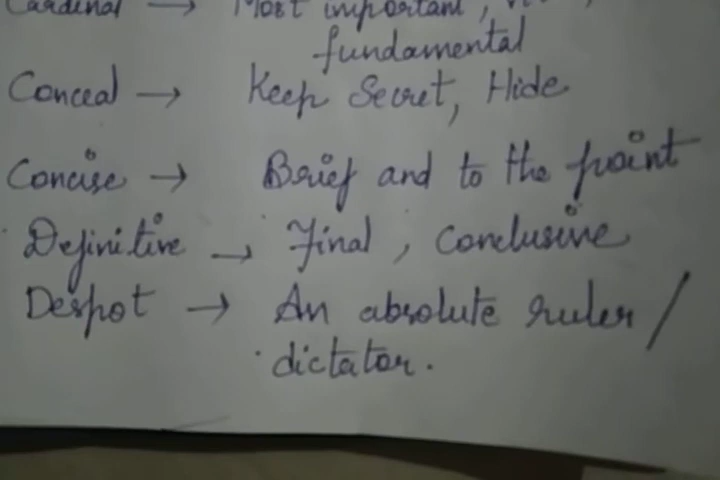 Cardinal → Most important,
fundamental
Conceal → Keep Secret, Hide
Concise → Brief and to the point
Definitive → Final, Conclusive
Despot → An absolute ruler /
dictator.